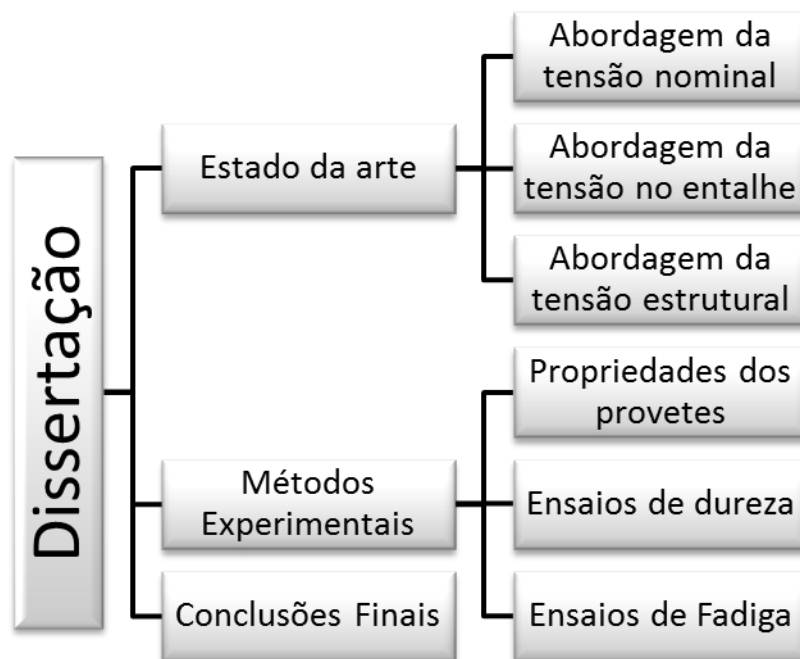 Dissertação
Estado da arte
Abordagem da
tensão nominal
Abordagem da
tensão no entalhe
Abordagem da
tensão estrutural
Métodos
Experimentais
Propriedades dos
provetes
Ensaios de dureza
Ensaios de Fadiga
Conclusões Finais